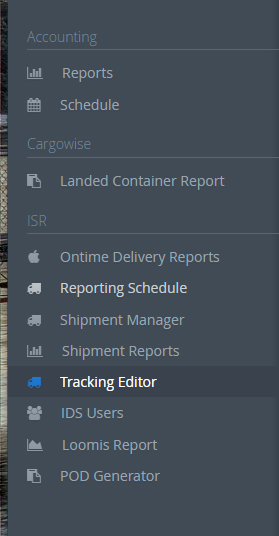 Accounting
Reports
Schedule
Cargowise
Landed Container Report
ISR
Ontime Delivery Reports
Reporting Schedule
Shipment Manager
Shipment Reports
Tracking Editor
IDS Users
Loomis Report
POD Generator